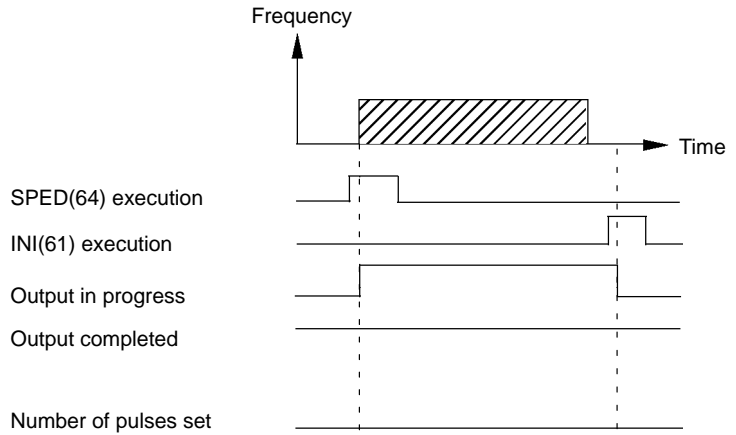 Frequency
Time
SPED(64) execution
INI(61) execution
Output in progress
Output completed
Number of pulses set